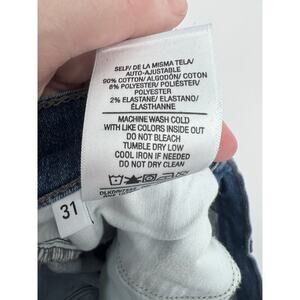 SELF/ DE LA MISMA TELA/
AUTO-AJUSTABLE
90% COTTON/ ALGODÓN/ COTON
8% POLYESTER/ POLIÉSTER/
POLYESTER
2% ELASTANE/ ELASTANO/
ÉLASTHANNE
MACHINE WASH COLD
WITH LIKE COLORS INSIDE OUT
DO NOT BLEACH
TUMBLE DRY LOW
COOL IRON IF NEEDED
DO NOT DRY CLEAN
31